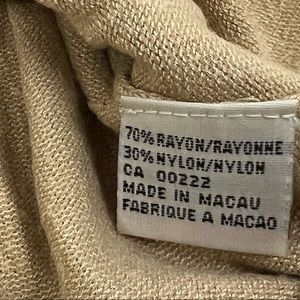 70% RAYON/RAYONNE
30% NYLON/NYLON
CA 00222
MADE IN MACAU
FABRIQUE A MACAO